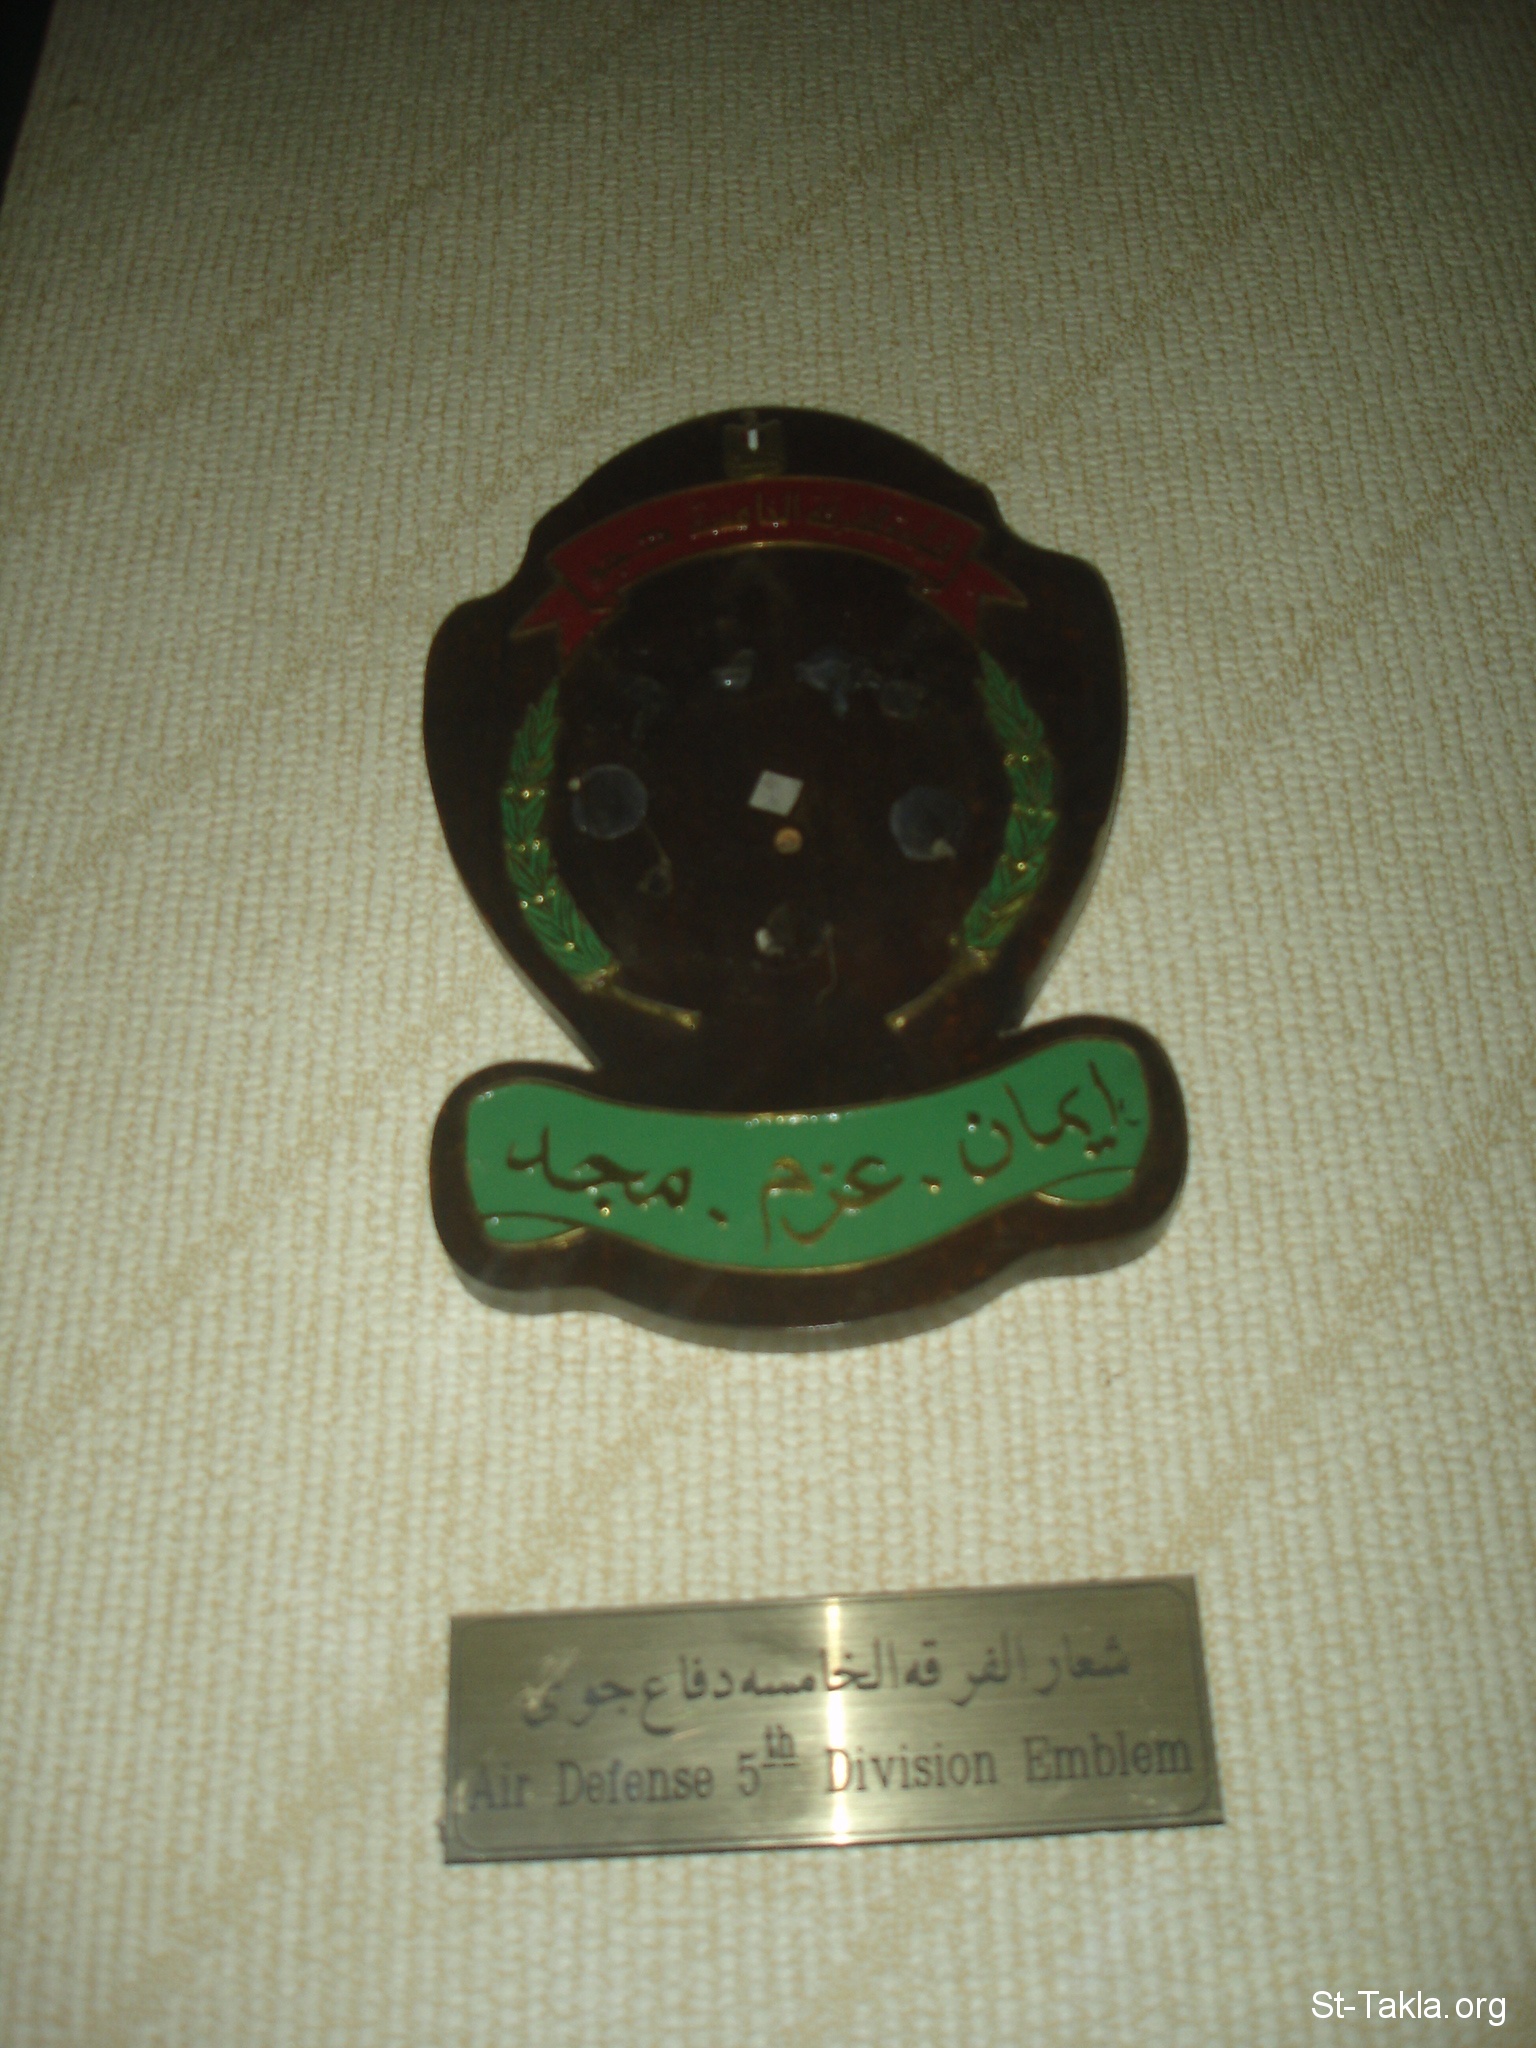 إيمان . عزم . مجد
شعار الفرقه الخامسه دفاع جوى
Air Defense 5th Division Emblem
St-Takla.org